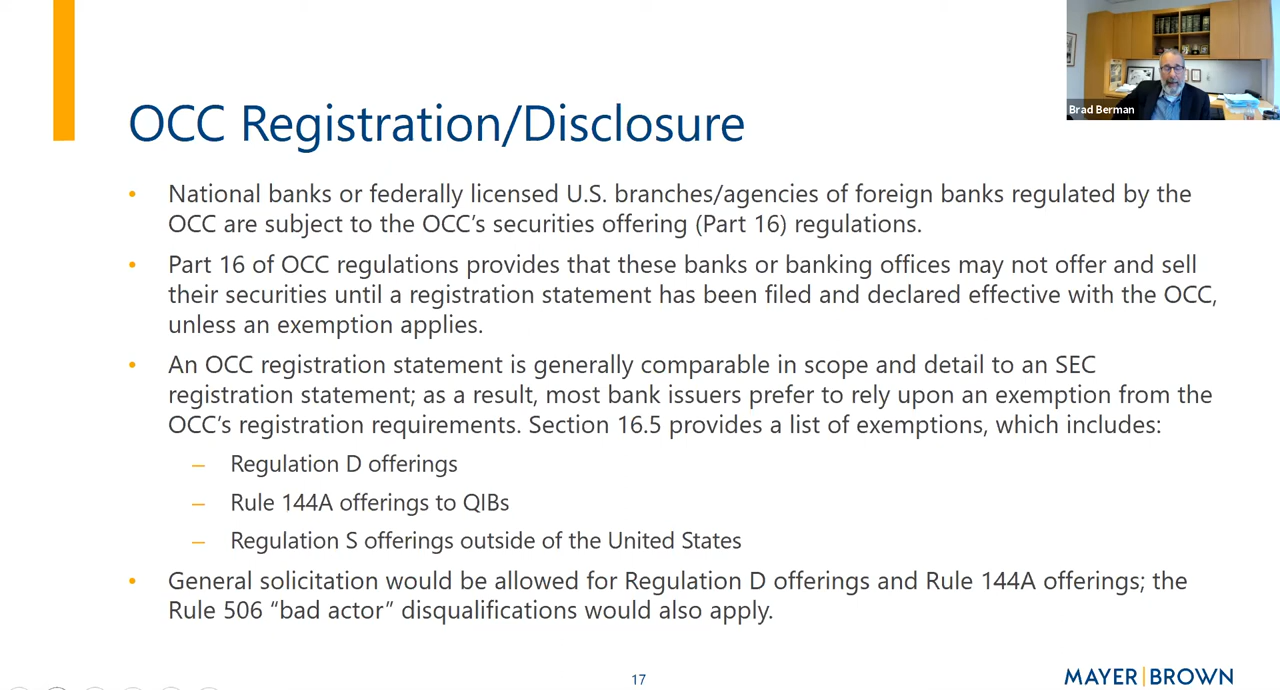 Brad Berman
OCC Registration/Disclosure
• National banks or federally licensed U.S. branches/agencies of foreign banks regulated by the
OCC are subject to the OCC’s securities offering (Part 16) regulations.
• Part 16 of OCC regulations provides that these banks or banking offices may not offer and sell
their securities until a registration statement has been filed and declared effective with the OCC,
unless an exemption applies.
• An OCC registration statement is generally comparable in scope and detail to an SEC
registration statement; as a result, most bank issuers prefer to rely upon an exemption from the
OCC’s registration requirements. Section 16.5 provides a list of exemptions, which includes:
– Regulation D offerings
– Rule 144A offerings to QIBs
– Regulation S offerings outside of the United States
• General solicitation would be allowed for Regulation D offerings and Rule 144A offerings; the
Rule 506 “bad actor” disqualifications would also apply.
17
MAYER|BROWN